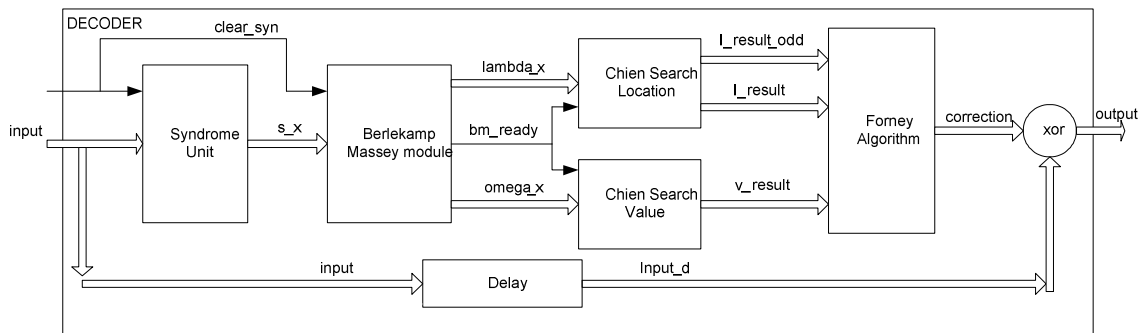 DECODER
clear_syn
input
Syndrome
Unit
s_x
Berlekamp
Massey module
lambda_x
bm_ready
omega_x
Chien Search
Location
Chien Search
Value
l_result_odd
l_result
v_result
Forney
Algorithm
correction
xor
output
input
Delay
Input_d